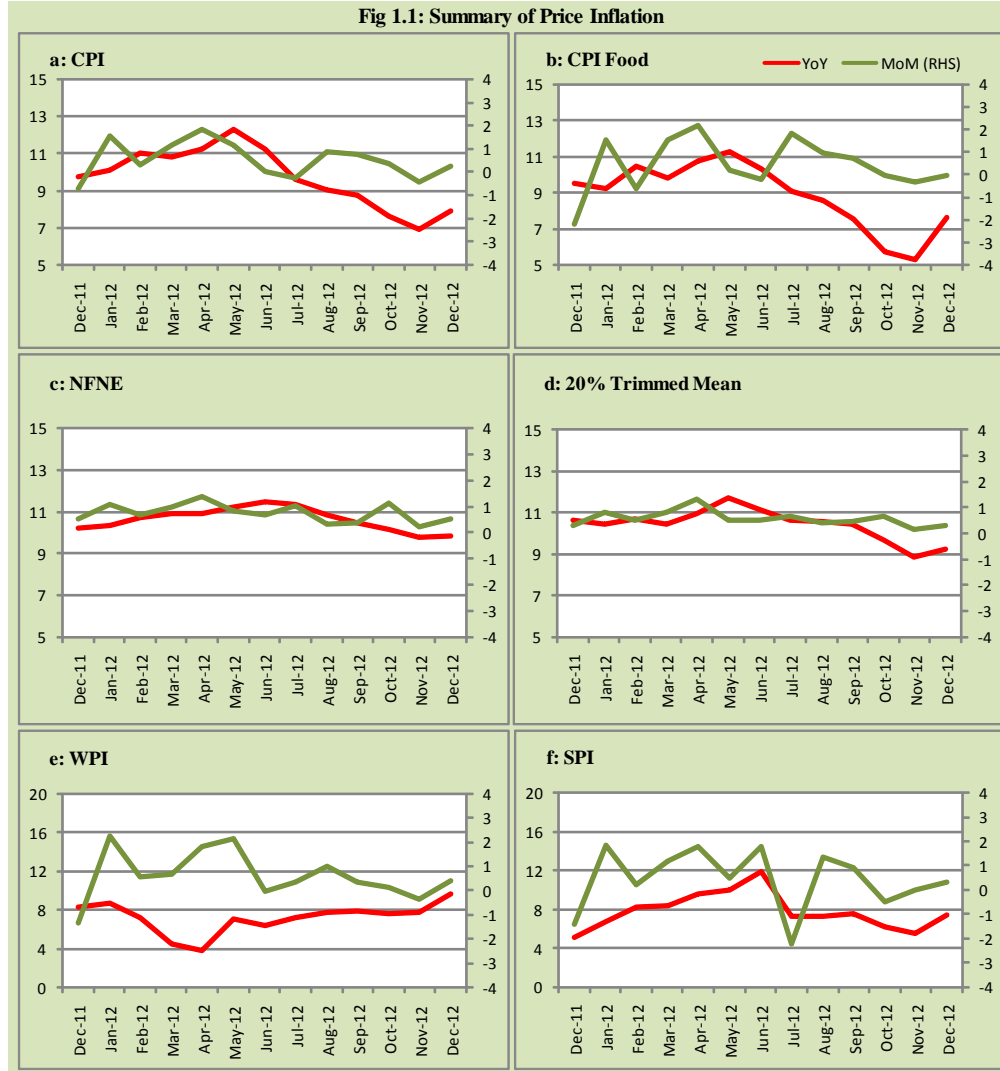 Fig 1.1: Summary of Price Inflation
a: CPI
15
13
11
9
7
5
4
3
2
1
0
-1
-2
-3
-4
Dec-11
Jan-12
Feb-12
Mar-12
Apr-12
May-12
Jun-12
Jul-12
Aug-12
Sep-12
Oct-12
Nov-12
Dec-12
b: CPI Food
YoY
MoM (RHS)
15
13
11
9
7
5
4
3
2
1
0
-1
-2
-3
-4
Dec-11
Jan-12
Feb-12
Mar-12
Apr-12
May-12
Jun-12
Jul-12
Aug-12
Sep-12
Oct-12
Nov-12
Dec-12
c: NFNE
15
13
11
9
7
5
4
3
2
1
0
-1
-2
-3
-4
Dec-11
Jan-12
Feb-12
Mar-12
Apr-12
May-12
Jun-12
Jul-12
Aug-12
Sep-12
Oct-12
Nov-12
Dec-12
d: 20% Trimmed Mean
15
13
11
9
7
5
4
3
2
1
0
-1
-2
-3
-4
Dec-11
Jan-12
Feb-12
Mar-12
Apr-12
May-12
Jun-12
Jul-12
Aug-12
Sep-12
Oct-12
Nov-12
Dec-12
e: WPI
20
16
12
8
4
0
4
3
2
1
0
-1
-2
-3
-4
Dec-11
Jan-12
Feb-12
Mar-12
Apr-12
May-12
Jun-12
Jul-12
Aug-12
Sep-12
Oct-12
Nov-12
Dec-12
f: SPI
20
16
12
8
4
0
4
3
2
1
0
-1
-2
-3
-4
Dec-11
Jan-12
Feb-12
Mar-12
Apr-12
May-12
Jun-12
Jul-12
Aug-12
Sep-12
Oct-12
Nov-12
Dec-12